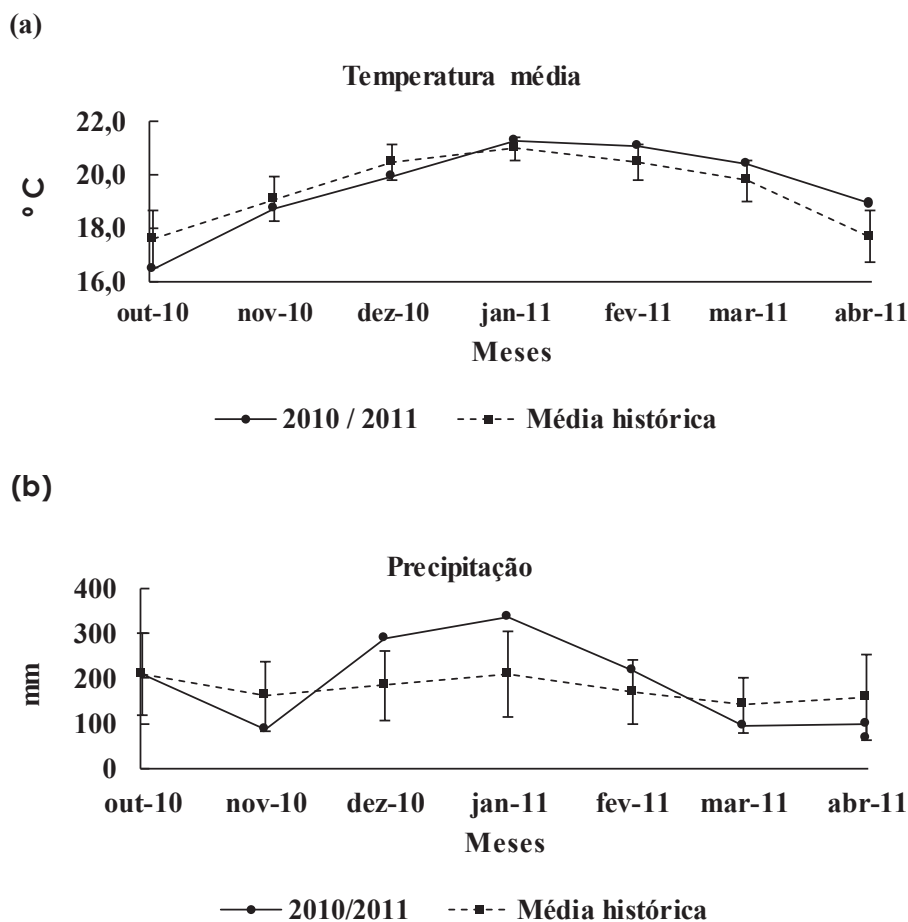 (a)
Temperatura média
22,0
20,0
18,0
16,0
º C
out-10 nov-10 dez-10 jan-11 fev-11 mar-11 abr-11
Meses
2010 / 2011 Média histórica
(b)
Precipitação
400
300
200
100
0
mm
out-10 nov-10 dez-10 jan-11 fev-11 mar-11 abr-11
Meses
2010/2011 Média histórica